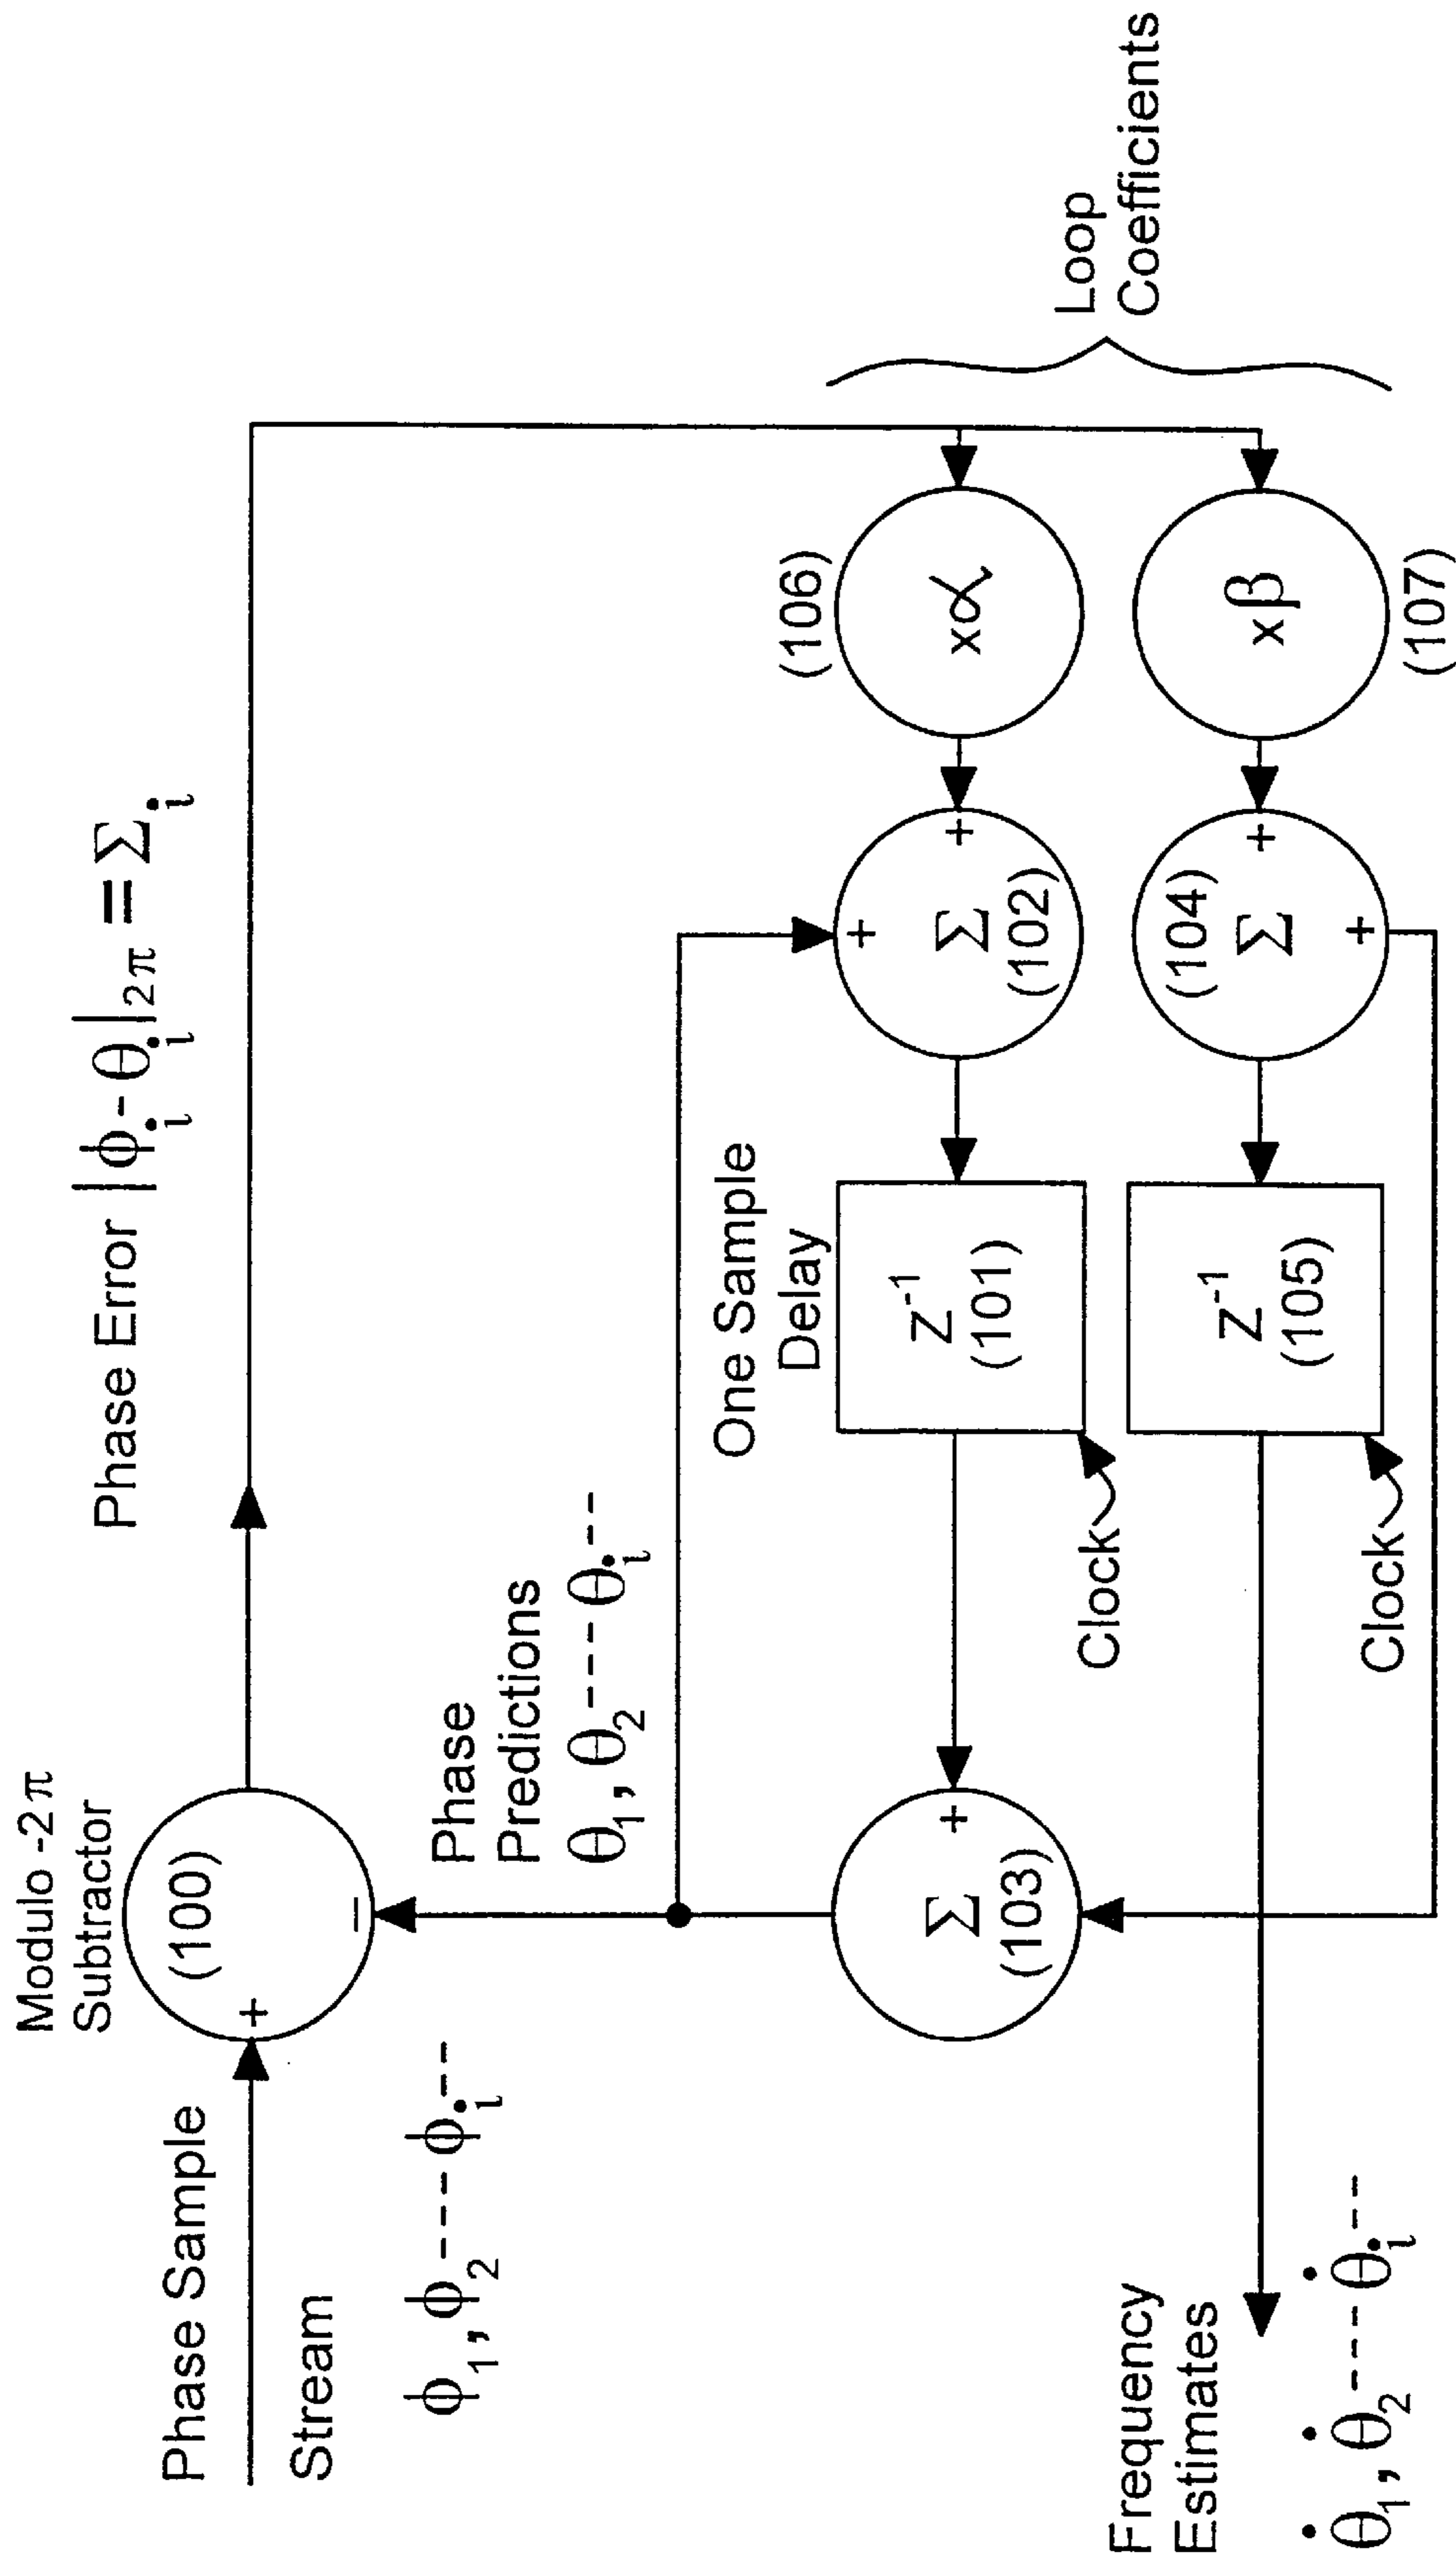 Modulo -2π
Subtractor
(100)
+
−
Phase Sample
Stream
ϕ₁, ϕ₂ ---- ϕᵢ --
Phase Error |ϕᵢ - θᵢ|₂π = Σᵢ
Phase
Predictions
θ₁, θ₂ ---- θᵢ --
One Sample
Delay
(106)
Σ
(103)
+
Z⁻¹
(101)
+
Σ
(102)
+
xα
Loop
Coefficients
Clock
Z⁻¹
(105)
(104)
Σ
+
+
xβ
(107)
Clock
Frequency
Estimates
θ̇₁, θ̇₂ ---- θ̇ᵢ --